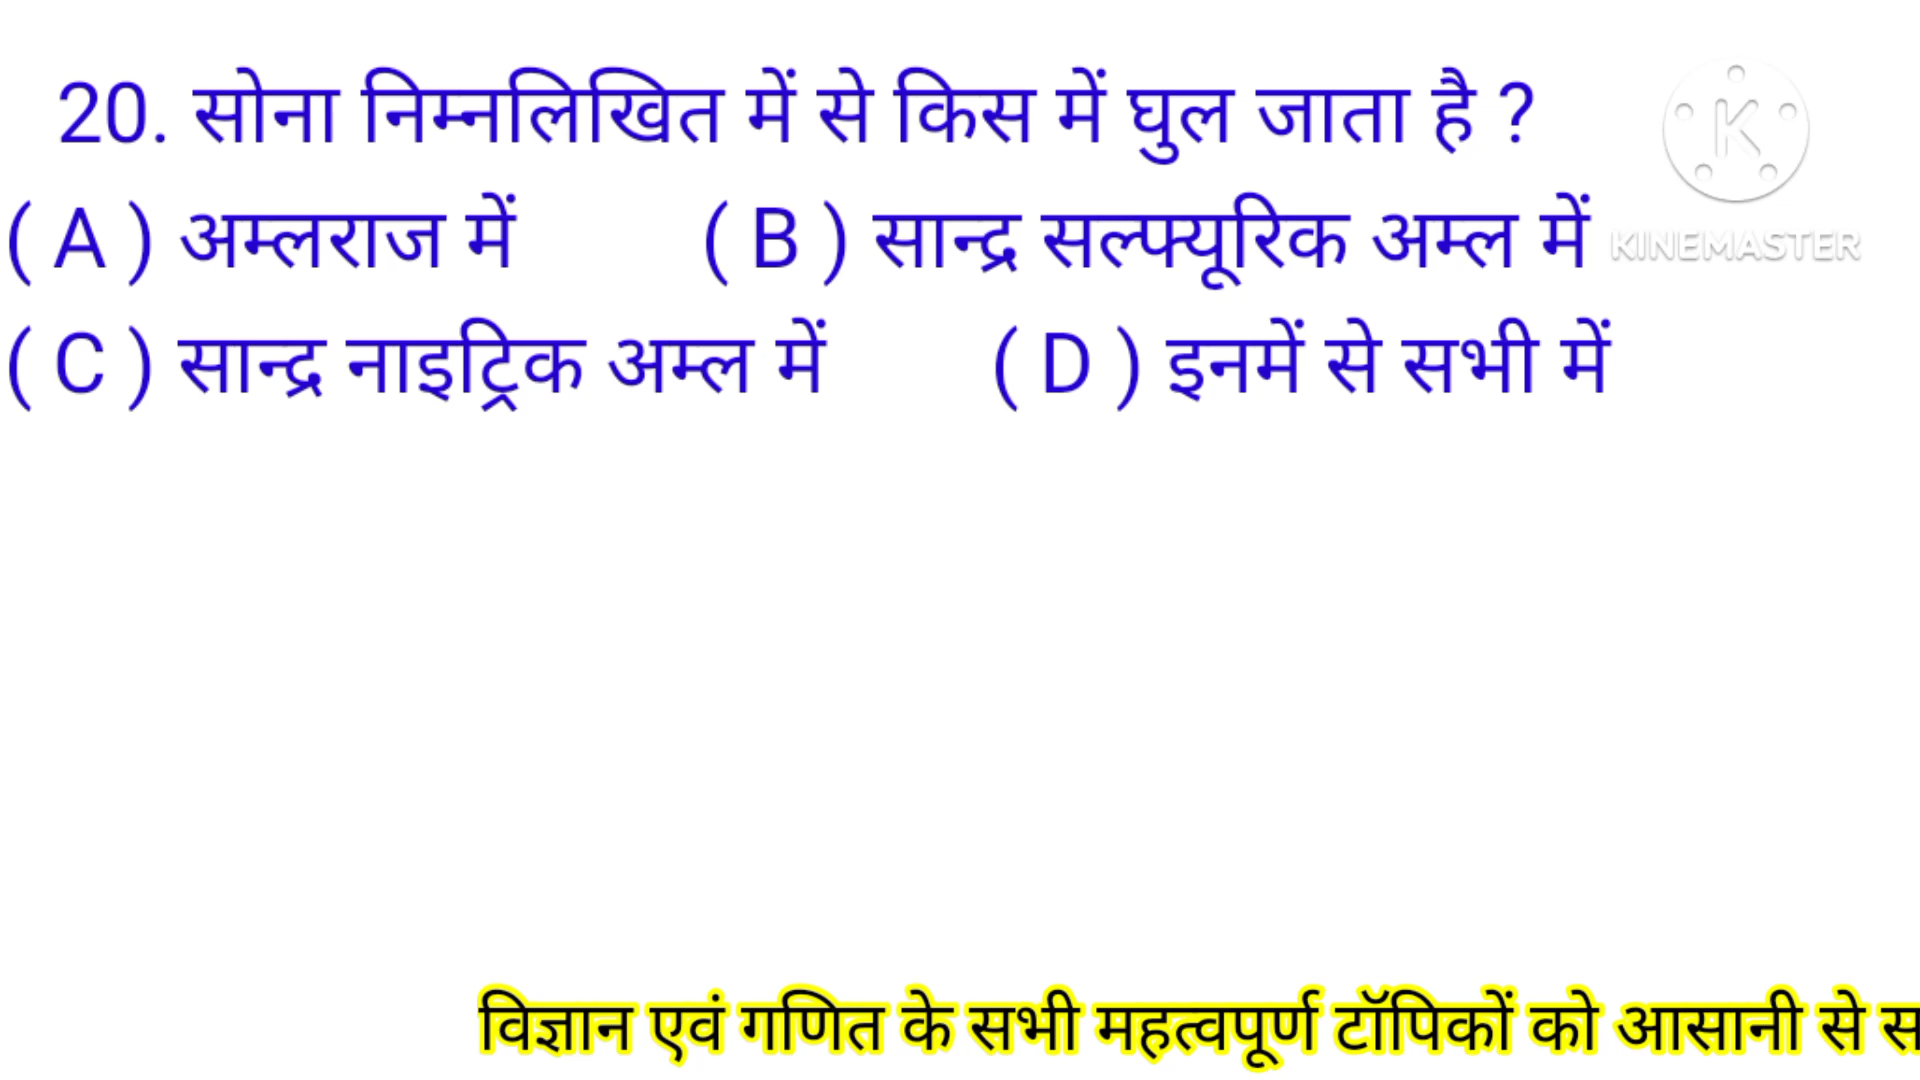 20. सोना निम्नलिखित में से किस में घुल जाता है ?
( A ) अम्लराज में ( B ) सान्द्र सल्फ्यूरिक अम्ल में
( C ) सान्द्र नाइट्रिक अम्ल में ( D ) इनमें से सभी में
K
KINEMASTER
विज्ञान एवं गणित के सभी महत्वपूर्ण टॉपिकों को आसानी से